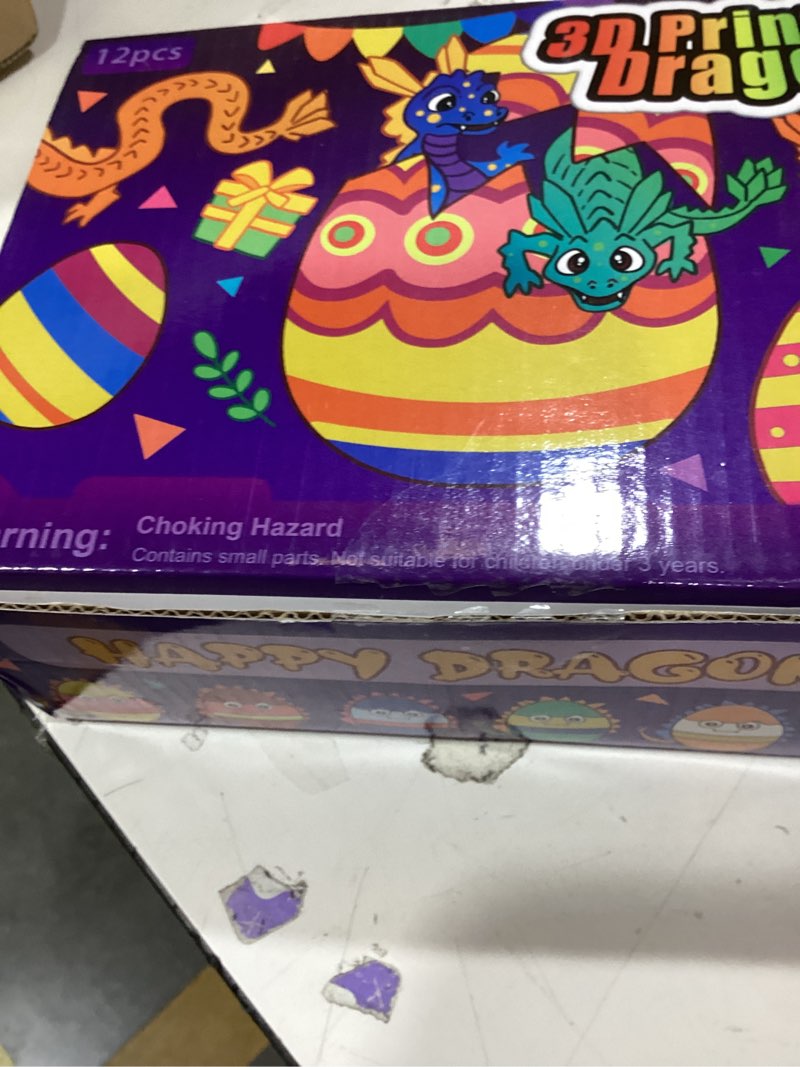 12pcs
3D Prin
Drag
rning:
Choking Hazard
Contains small parts. Not suitable for children under 3 years.
HAPPY DRAGON